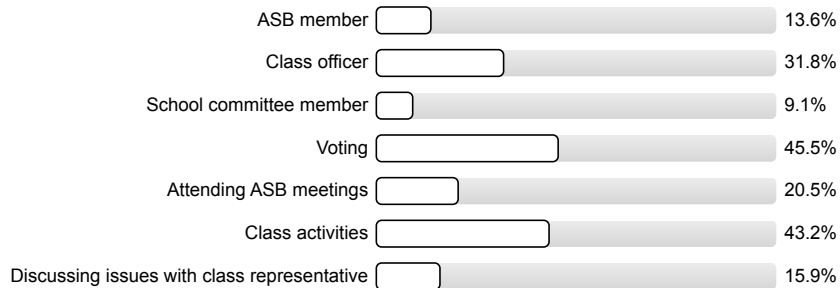 ASB member 13.6%
Class officer 31.8%
School committee member 9.1%
Voting 45.5%
Attending ASB meetings 20.5%
Class activities 43.2%
Discussing issues with class representative 15.9%